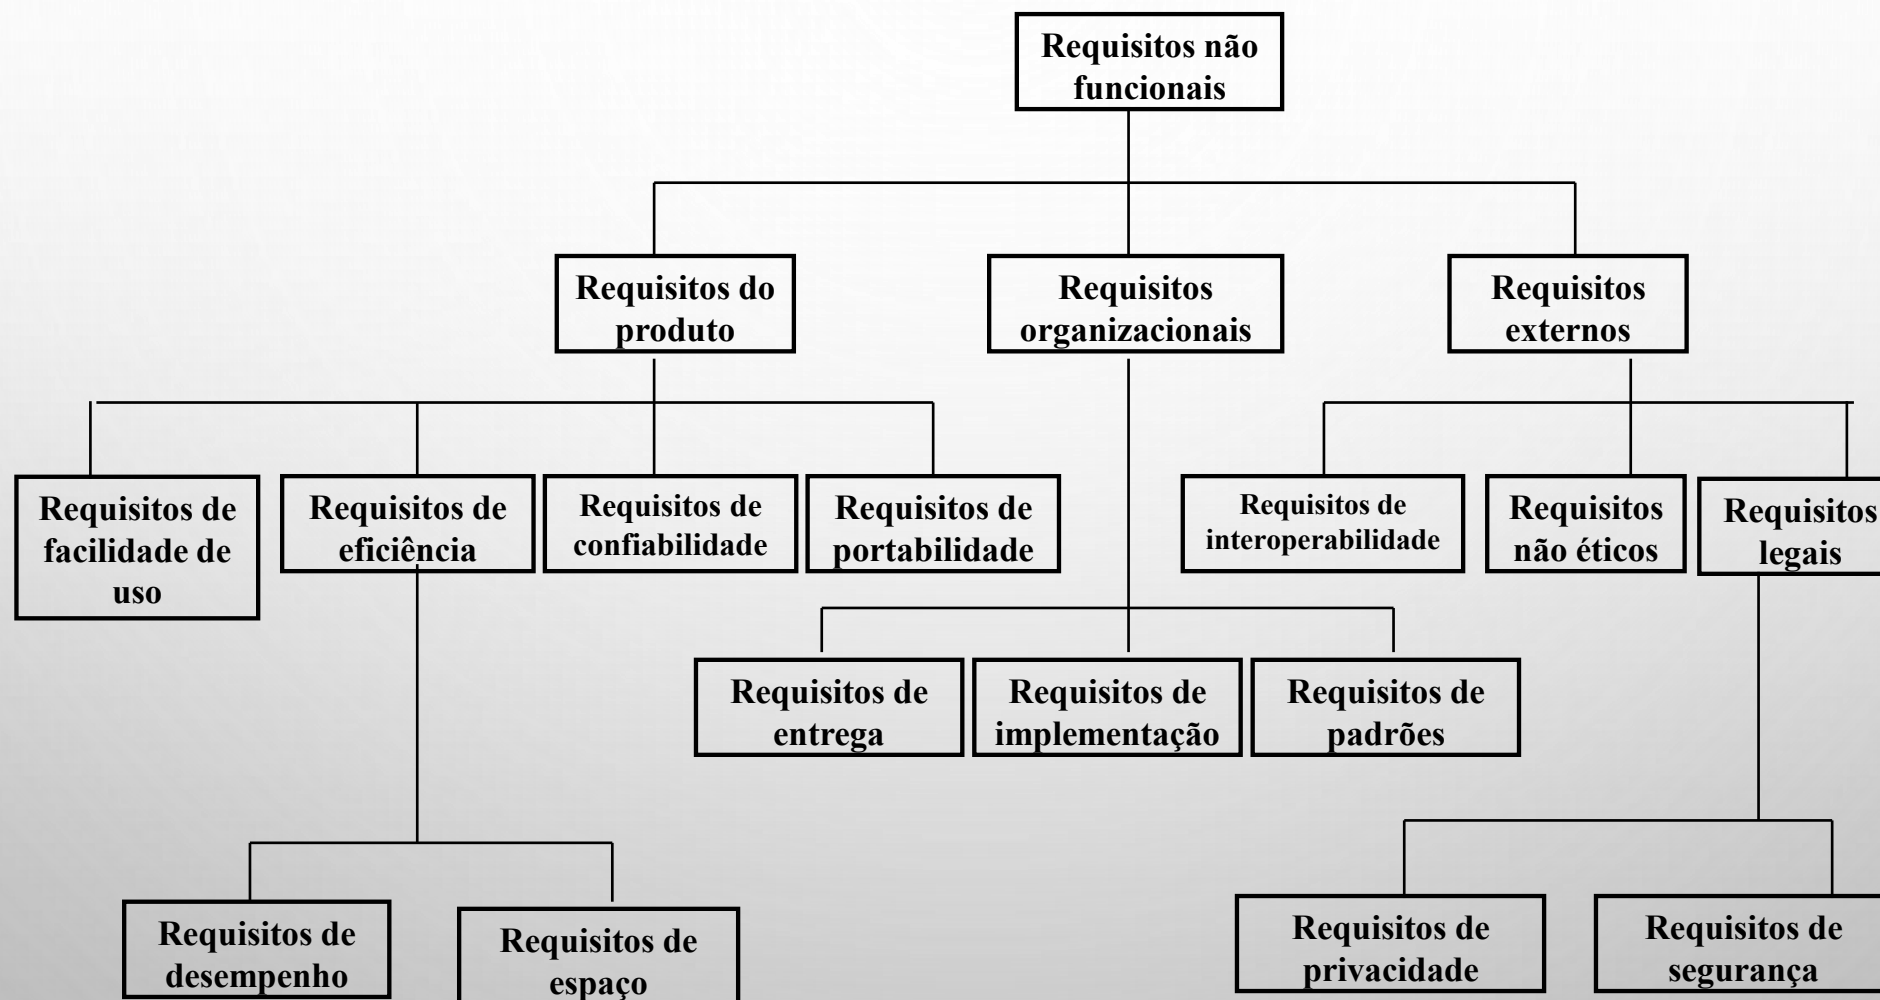 Requisitos não
funcionais
Requisitos do
produto
Requisitos
organizacionais
Requisitos
externos
Requisitos de
facilidade de
uso
Requisitos de
eficiência
Requisitos de
confiabilidade
Requisitos de
portabilidade
Requisitos de
interoperabilidade
Requisitos
não éticos
Requisitos
legais
Requisitos de
entrega
Requisitos de
implementação
Requisitos de
padrões
Requisitos de
desempenho
Requisitos de
espaço
Requisitos de
privacidade
Requisitos de
segurança